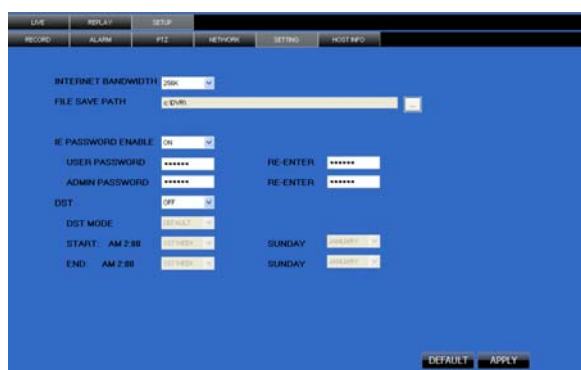 LIVE REPLAY SETUP
RECORD ALARM PTZ NETWORK SETTING HOST INFO
INTERNET BANDWIDTH 256K
FILE SAVE PATH c:\DVR\ ...
IE PASSWORD ENABLE ON
USER PASSWORD •••••• RE-ENTER ••••••
ADMIN PASSWORD •••••• RE-ENTER ••••••
DST OFF
DST MODE DEFAULT
START: AM 2:00 1ST WEEK SUNDAY JANUARY
END: AM 2:00 1ST WEEK SUNDAY JANUARY
DEFAULT APPLY